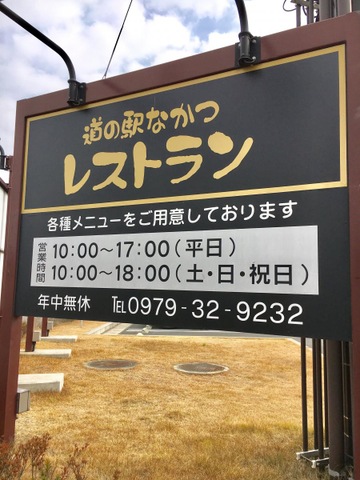 道の駅なかつ
レストラン
各種メニューをご用意しております
営業時間
10:00〜17:00(平日)
10:00〜18:00(土・日・祝日)
年中無休 TEL0979-32-9232